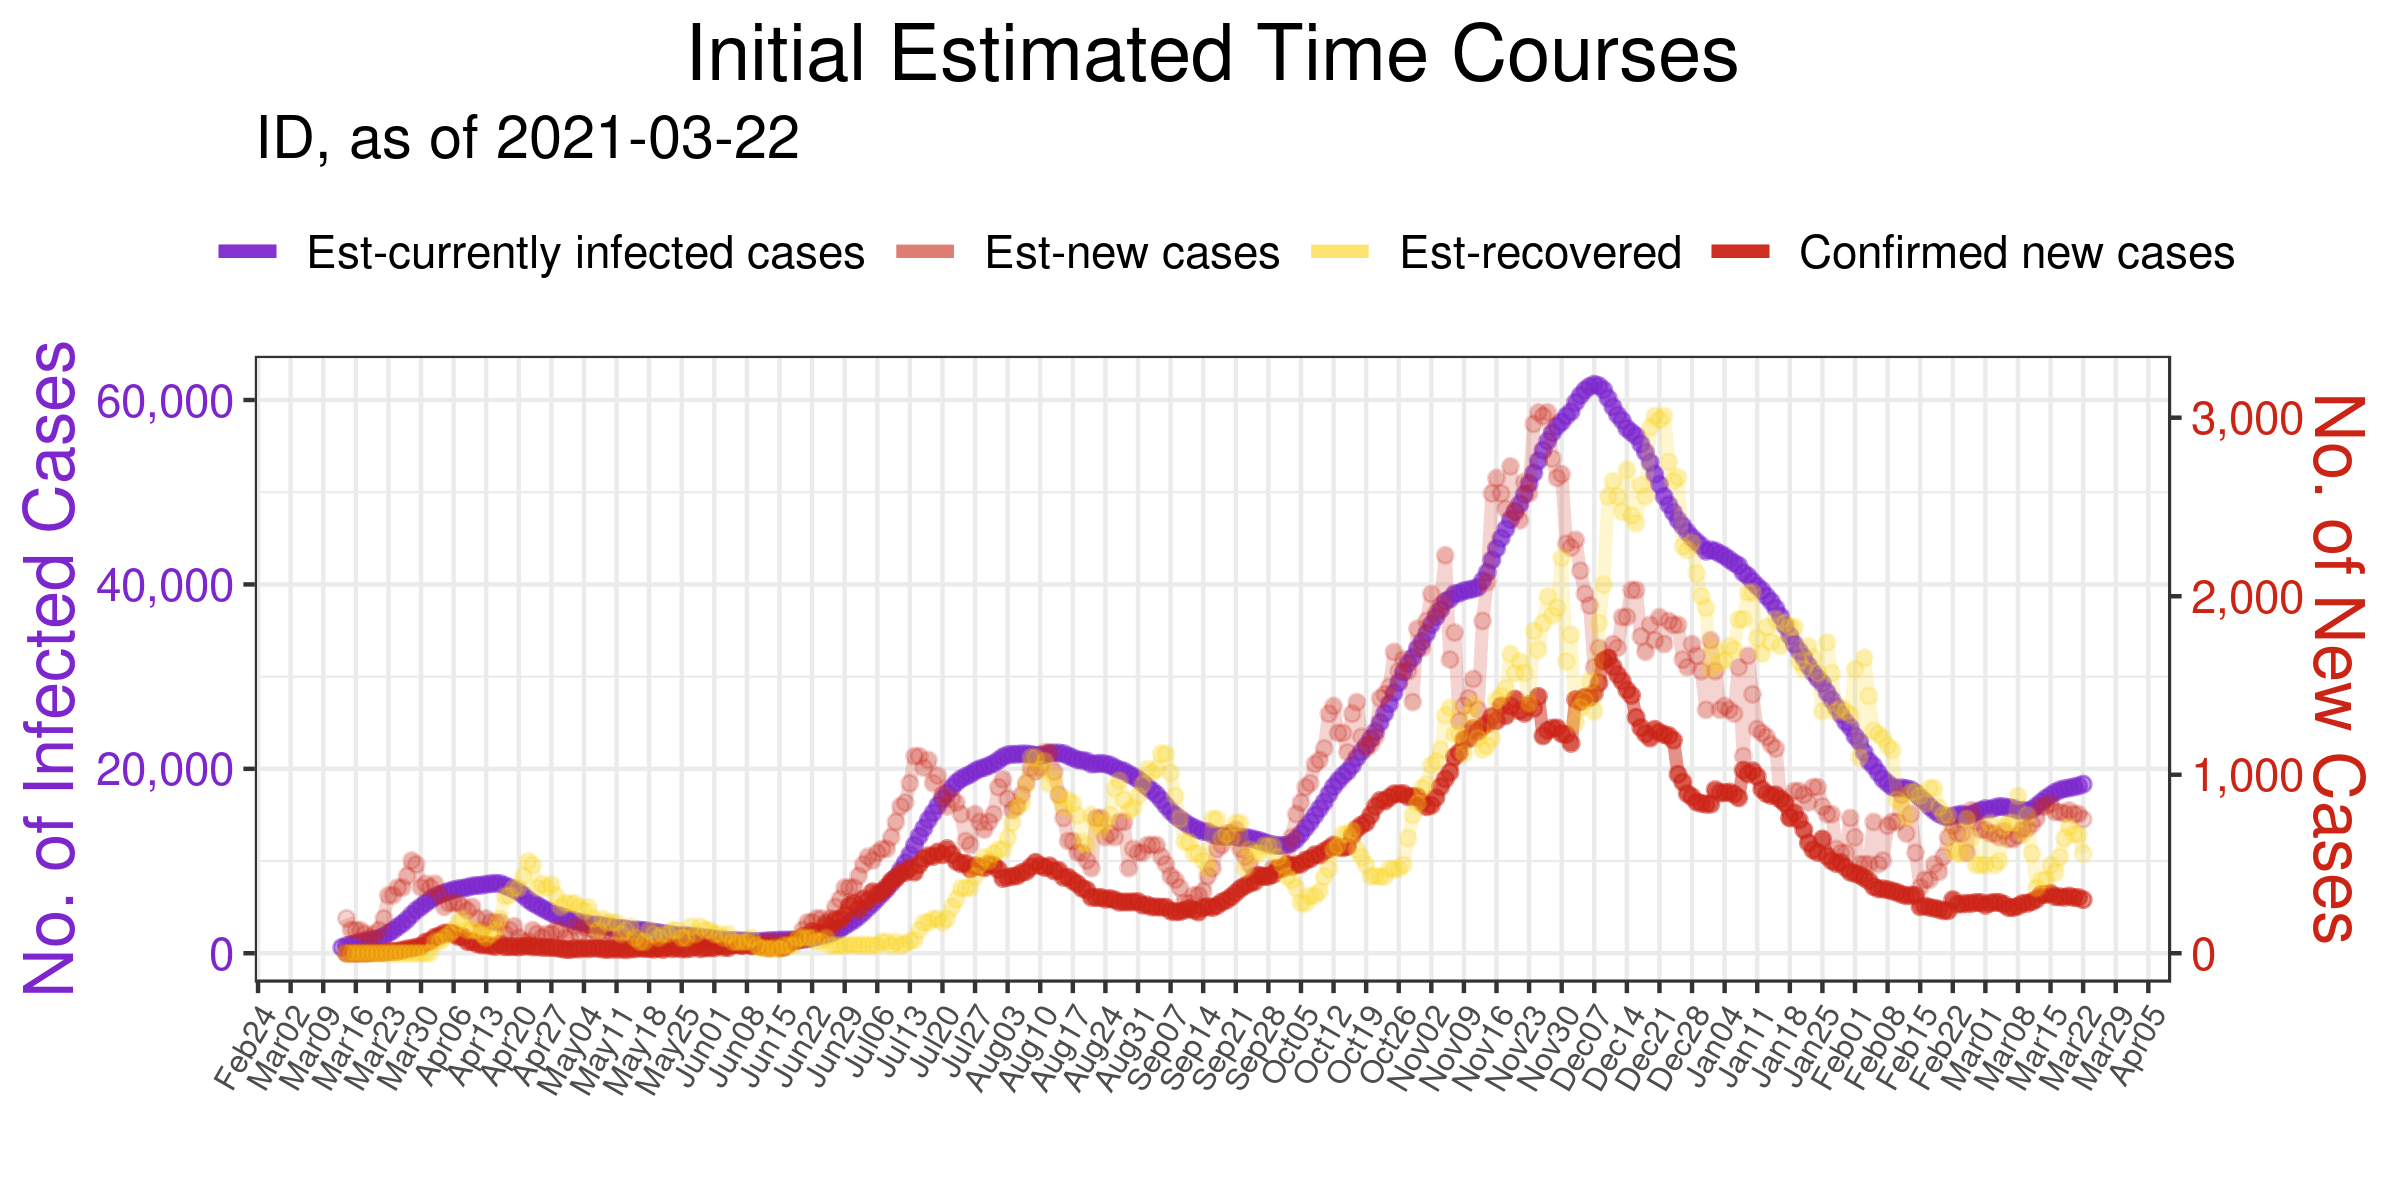 Initial Estimated Time Courses
ID, as of 2021-03-22
Est-currently infected cases Est-new cases Est-recovered Confirmed new cases
No. of Infected Cases
60,000
40,000
20,000
0
3,000
2,000
1,000
0
No. of New Cases
Feb24 Mar02 Mar09 Mar16 Mar23 Mar30 Apr06 Apr13 Apr20 Apr27 May04 May11 May18 May25 Jun01 Jun08 Jun15 Jun22 Jun29 Jul06 Jul13 Jul20 Jul27 Aug03 Aug10 Aug17 Aug24 Aug31 Sep07 Sep14 Sep21 Sep28 Oct05 Oct12 Oct19 Oct26 Nov02 Nov09 Nov16 Nov23 Nov30 Dec07 Dec14 Dec21 Dec28 Jan04 Jan11 Jan18 Jan25 Feb01 Feb08 Feb15 Feb22 Mar01 Mar08 Mar15 Mar22 Mar29 Apr05